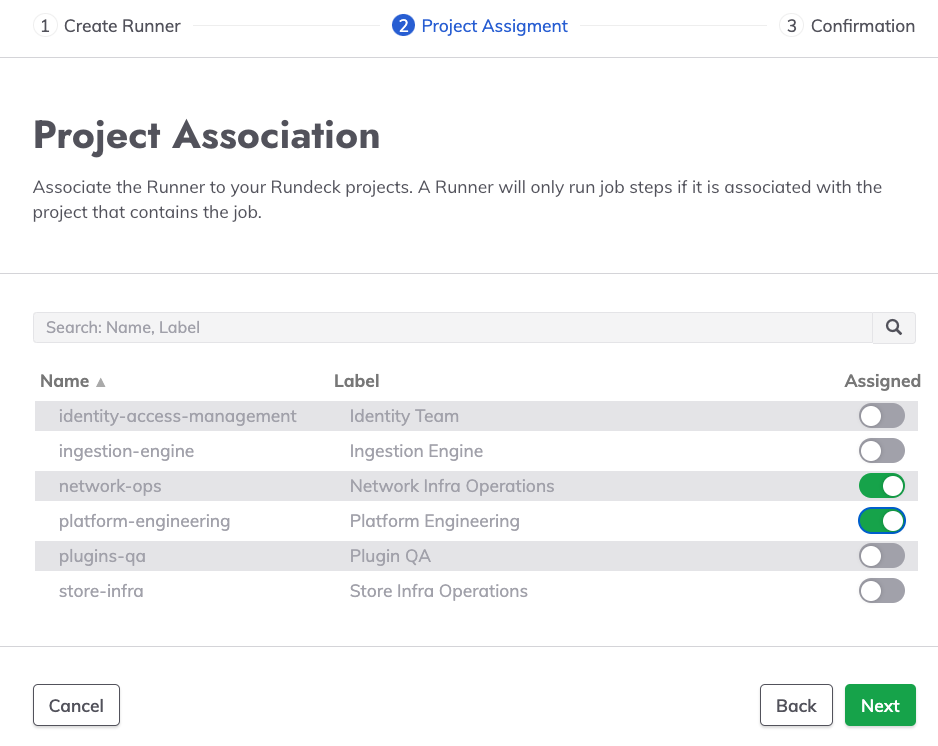 1 Create Runner 2 Project Assigment 3 Confirmation
Project Association
Associate the Runner to your Rundeck projects. A Runner will only run job steps if it is associated with the
project that contains the job.
Search: Name, Label
Name ▲ Label Assigned
identity-access-management Identity Team
ingestion-engine Ingestion Engine
network-ops Network Infra Operations
platform-engineering Platform Engineering
plugins-qa Plugin QA
store-infra Store Infra Operations
Cancel Back Next